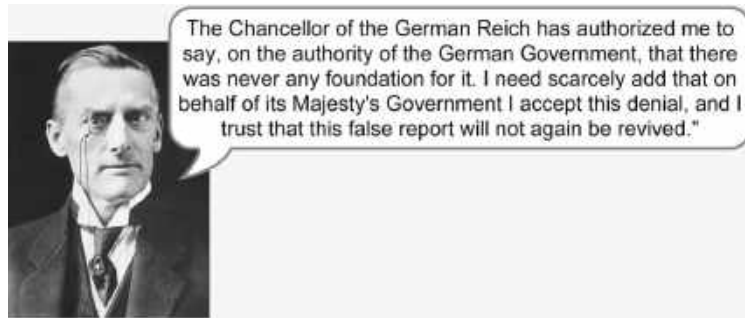 The Chancellor of the German Reich has authorized me to
say, on the authority of the German Government, that there
was never any foundation for it. I need scarcely add that on
behalf of its Majesty's Government I accept this denial, and I
trust that this false report will not again be revived."